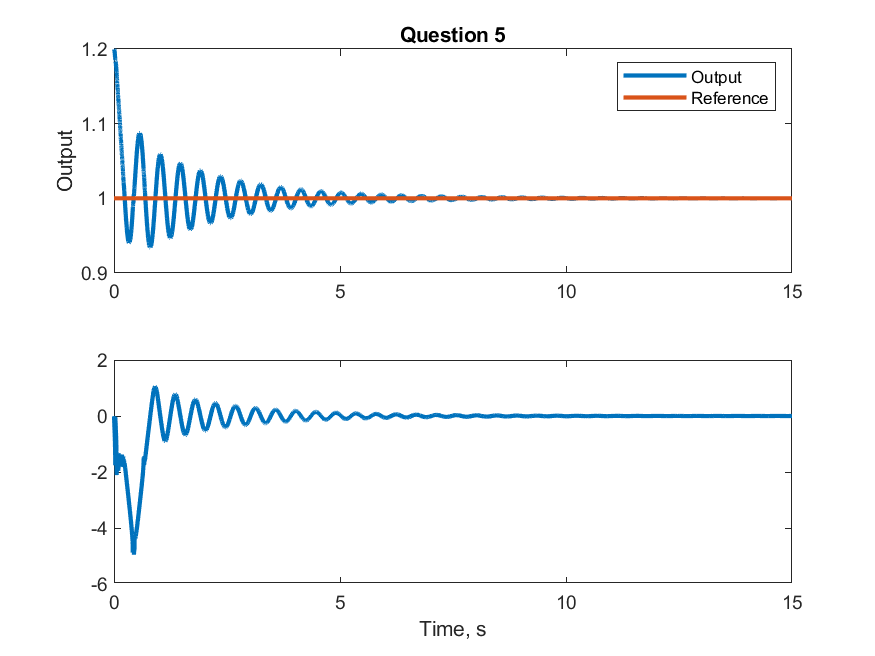 Question 5
1.2
1.1
1
0.9
Output
Output
Reference
0 5 10 15
2
0
-2
-4
-6
0 5 10 15
Time, s